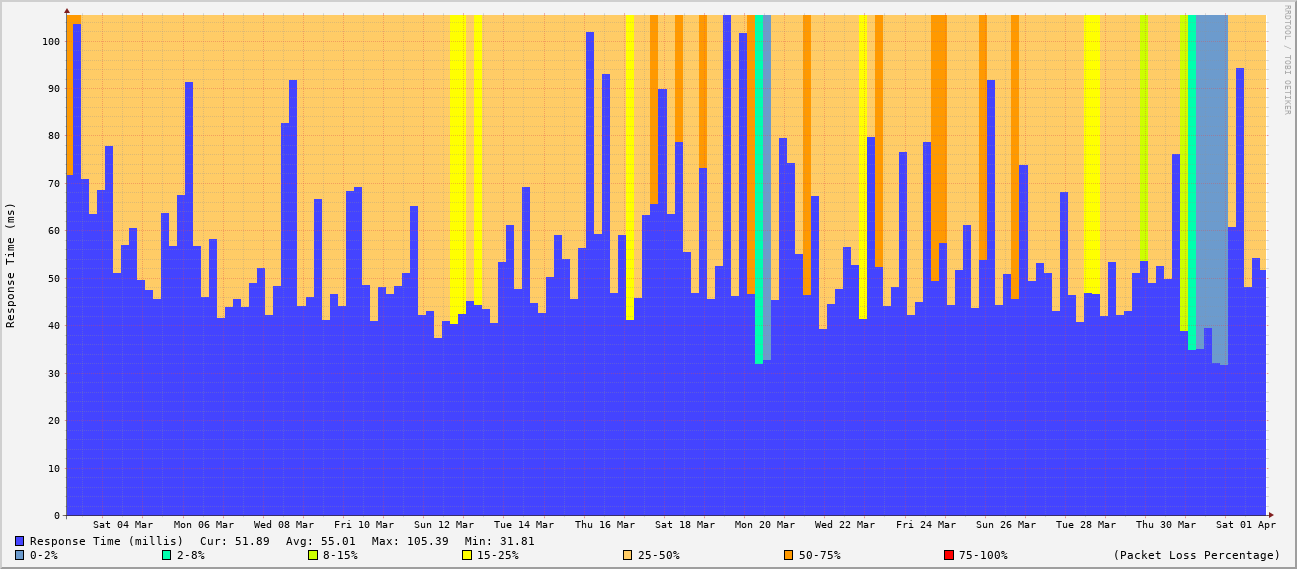 RRDTOOL / TOBI OETIKER
Response Time (ms)
100
90
80
70
60
50
40
30
20
10
0
Sat 04 Mar Mon 06 Mar Wed 08 Mar Fri 10 Mar Sun 12 Mar Tue 14 Mar Thu 16 Mar Sat 18 Mar Mon 20 Mar Wed 22 Mar Fri 24 Mar Sun 26 Mar Tue 28 Mar Thu 30 Mar Sat 01 Apr
Response Time (millis) Cur: 51.89 Avg: 55.01 Max: 105.39 Min: 31.81
0-2% 2-8% 8-15% 15-25% 25-50% 50-75% 75-100% (Packet Loss Percentage)